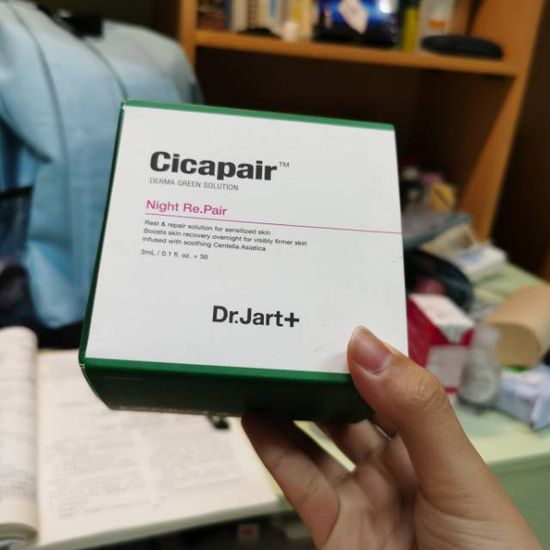 Cicapair™
DERMA GREEN SOLUTION
Night Re.Pair
Rest & repair solution for sensitized skin
Boosts skin recovery overnight for visibly firmer skin
Infused with soothing Centella Asiatica
3mL / 0.1 fl. oz. × 30
Dr.Jart+